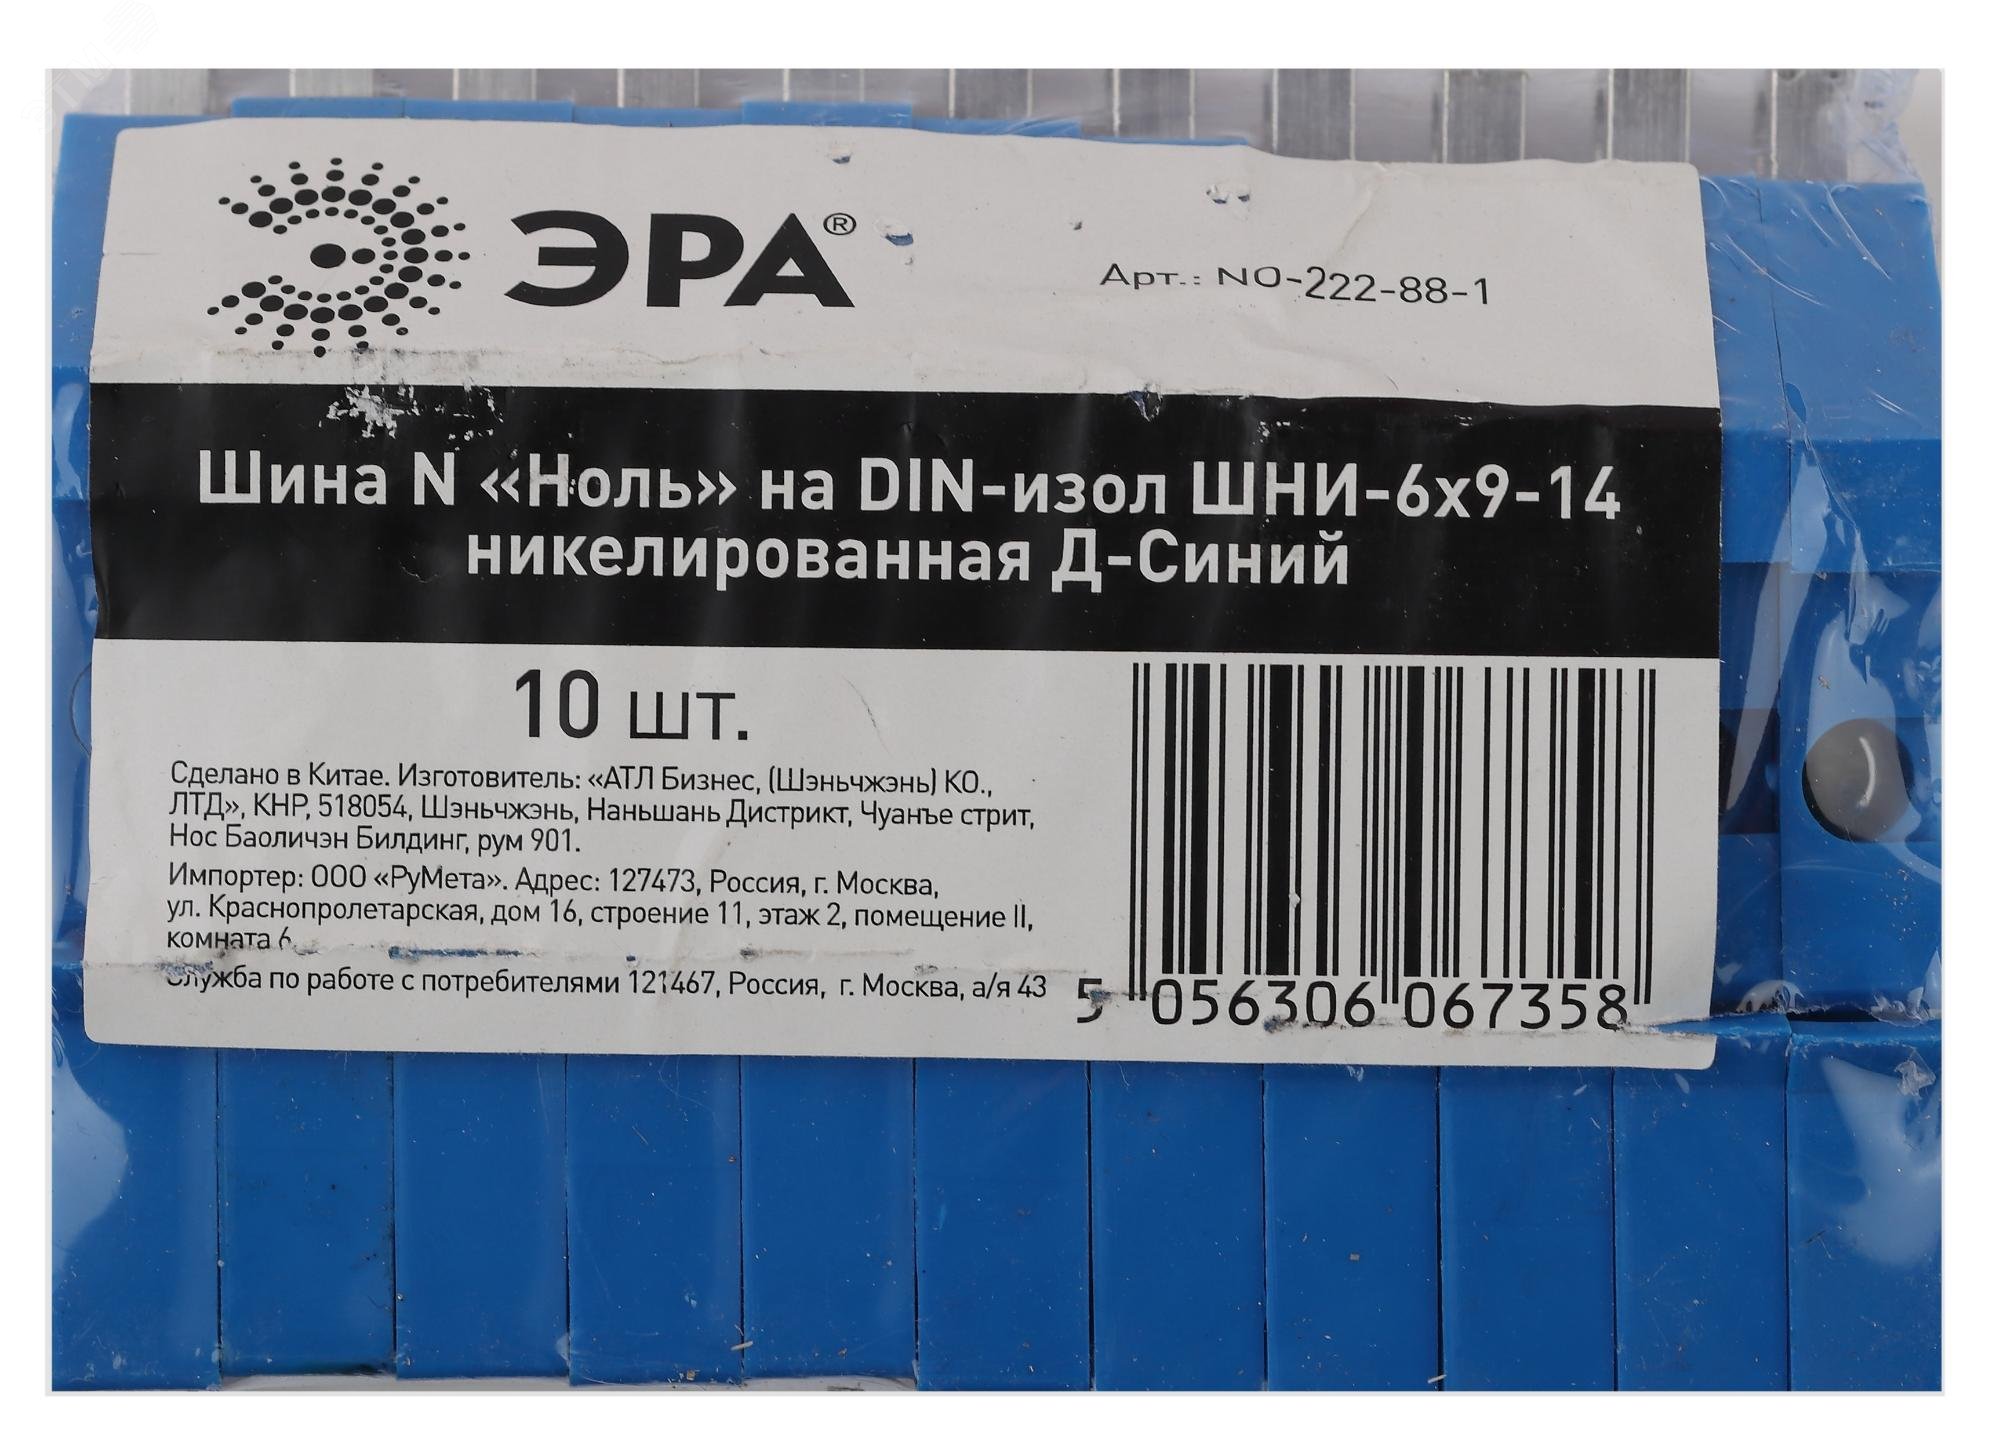 ЭРА®
Арт.: NO-222-88-1
Шина N «Ноль» на DIN-изол ШНИ-6х9-14
никелированная Д-Синий
10 шт.
Сделано в Китае. Изготовитель: «АТЛ Бизнес, (Шэньчжэнь) КО.,
ЛТД», КНР, 518054, Шэньчжэнь, Наньшань Дистрикт, Чуанъе стрит,
Нос Баоличэн Билдинг, рум 901.
Импортер: ООО «РуМета». Адрес: 127473, Россия, г. Москва,
ул. Краснопролетарская, дом 16, строение 11, этаж 2, помещение II,
комната 6.
Служба по работе с потребителями 121467, Россия, г. Москва, а/я 43
5 056306 067358
STM